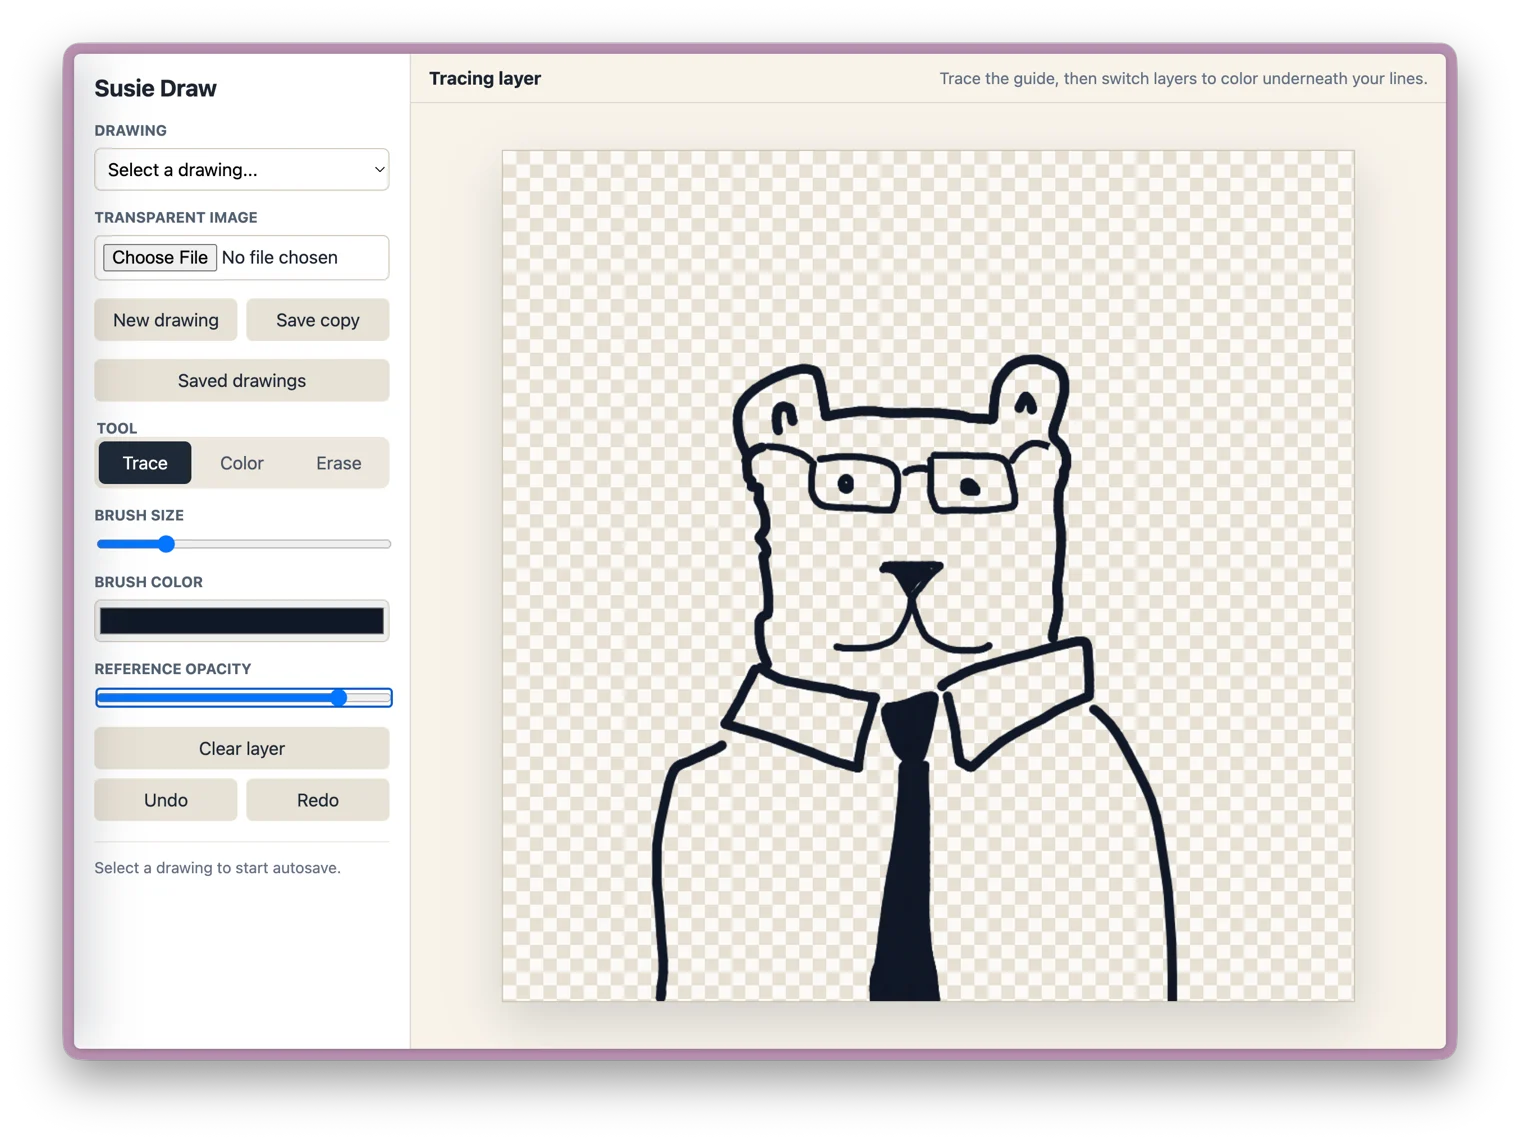 Susie Draw
DRAWING
Select a drawing...
TRANSPARENT IMAGE
Choose File No file chosen
New drawing
Save copy
Saved drawings
TOOL
Trace
Color
Erase
BRUSH SIZE
BRUSH COLOR
REFERENCE OPACITY
Clear layer
Undo
Redo
Select a drawing to start autosave.
Tracing layer
Trace the guide, then switch layers to color underneath your lines.